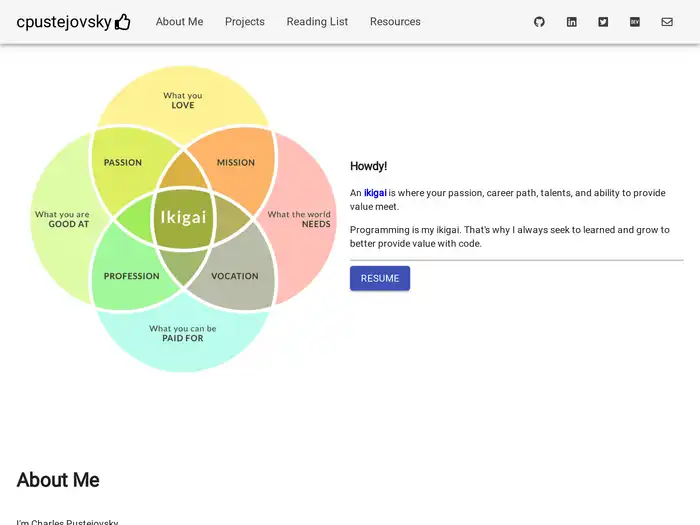 cpustejovsky
About Me
Projects
Reading List
Resources
DEV
What you
LOVE
PASSION
MISSION
What you are
GOOD AT
Ikigai
What the world
NEEDS
PROFESSION
VOCATION
What you can be
PAID FOR
Howdy!
An ikigai is where your passion, career path, talents, and ability to provide
value meet.
Programming is my ikigai. That's why I always seek to learned and grow to
better provide value with code.
RESUME
About Me
I'm Charles Pustejovsky